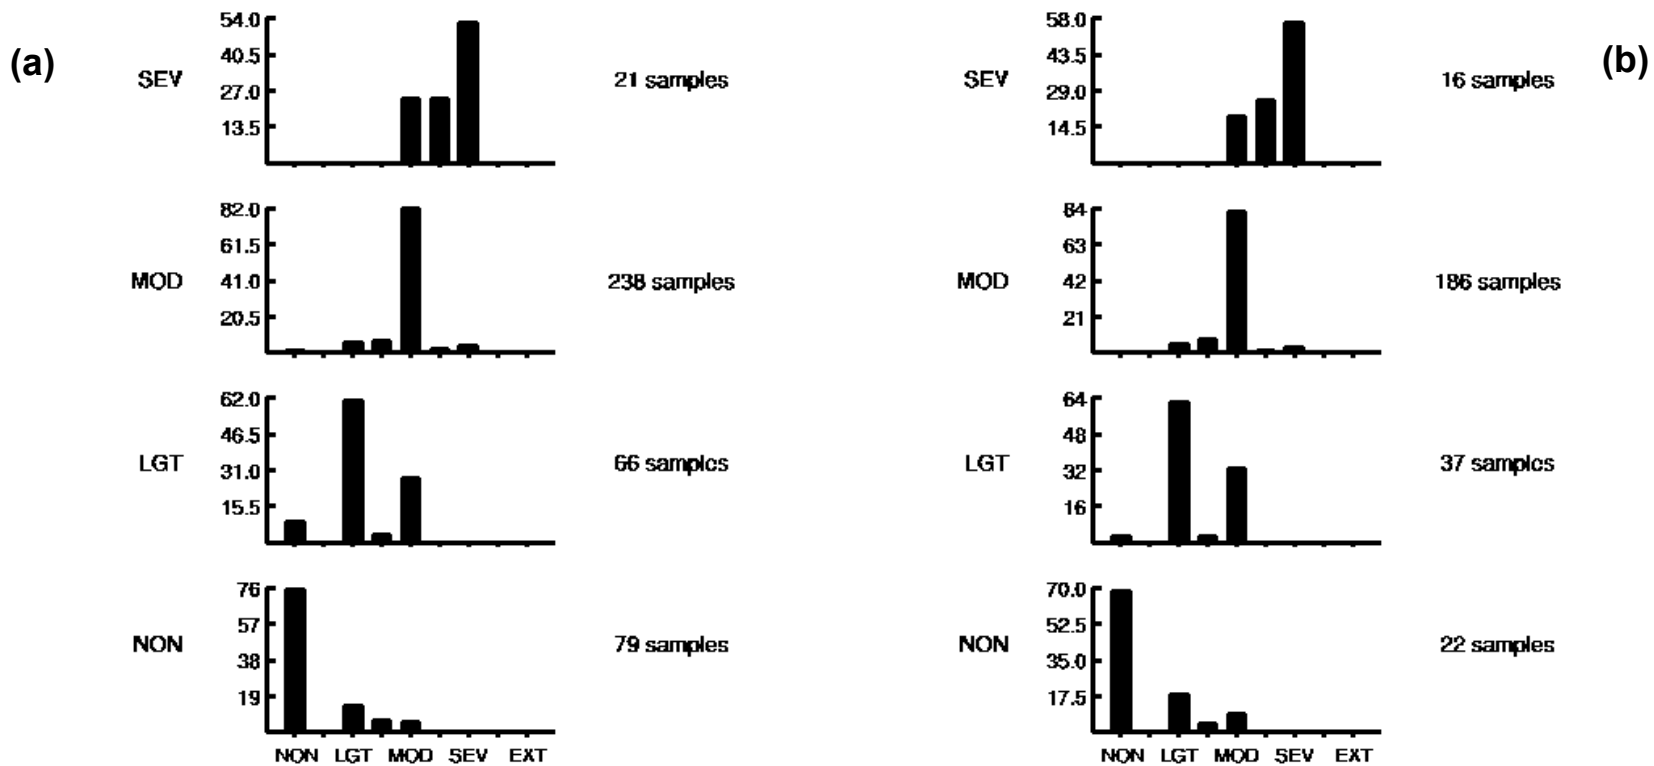 (a)
54.0
40.5
27.0
13.5
SEV
21 samples
82.0
61.5
41.0
20.5
MOD
238 samples
62.0
46.5
31.0
15.5
LGT
66 samples
76
57
38
19
NON
79 samples
NON LGT MOD SEV EXT
(b)
58.0
43.5
29.0
14.5
SEV
16 samples
84
63
42
21
MOD
186 samples
64
48
32
16
LGT
37 samples
70.0
52.5
35.0
17.5
NON
22 samples
NON LGT MOD SEV EXT